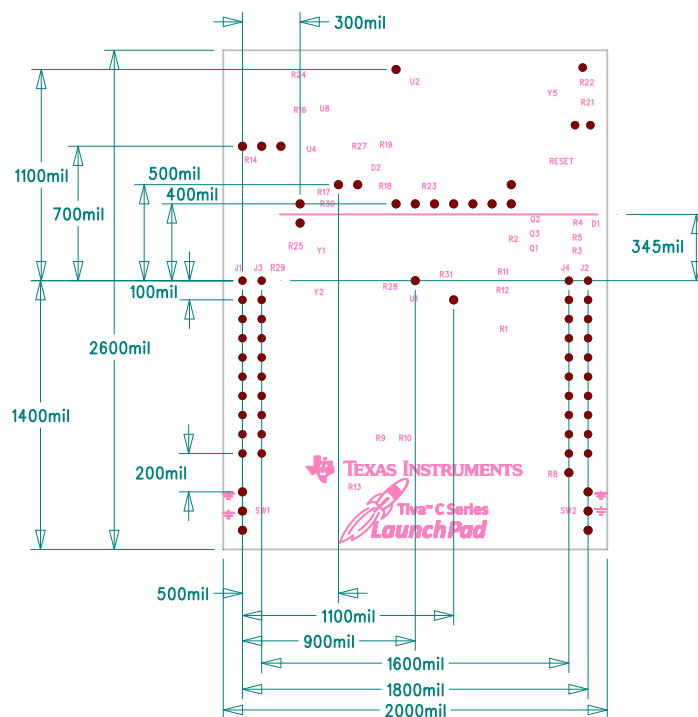 300mil
R24
U2
R22
Y5
R21
R16
U8
R14
U4
R27
R19
RESET
D2
1100mil
500mil
R17
R18
R23
400mil
R30
700mil
Q2
R4
D1
Q3
R5
R2
Q1
R3
345mil
R25
Y1
J1
J3
R29
R31
R11
J4
J2
100mil
Y2
R28
U1
R12
R1
2600mil
1400mil
R9
R10
200mil
TEXAS INSTRUMENTS
R8
R13
SW1
Tiva™ C Series
SW2
LaunchPad
500mil
1100mil
900mil
1600mil
1800mil
2000mil